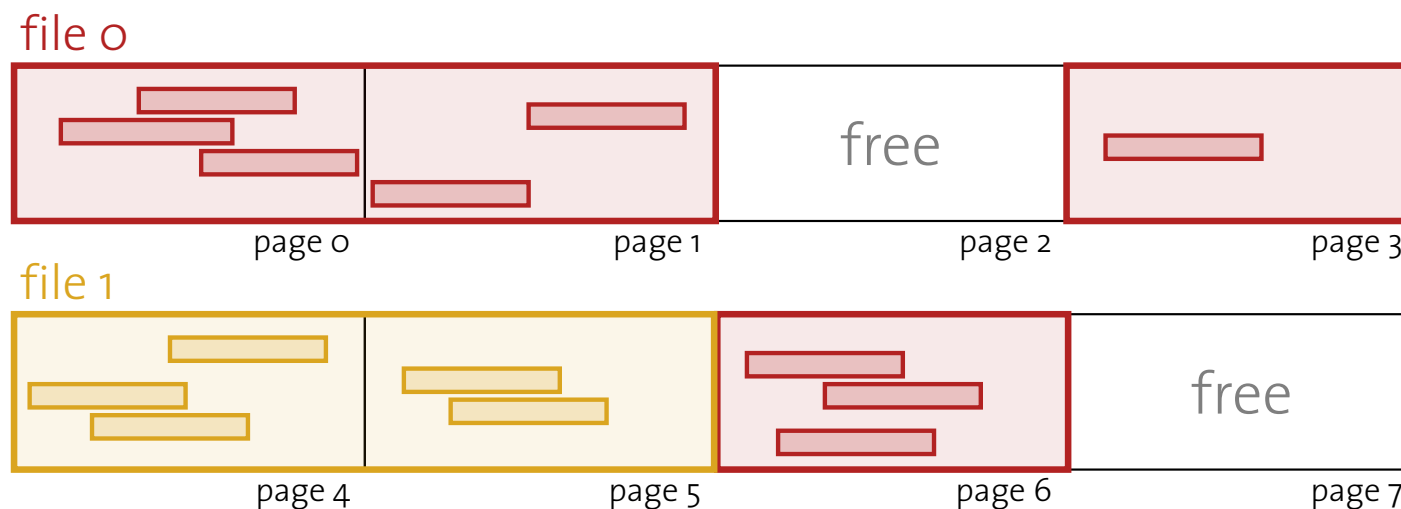 file 0
free
page 0
page 1
page 2
page 3
file 1
free
page 4
page 5
page 6
page 7